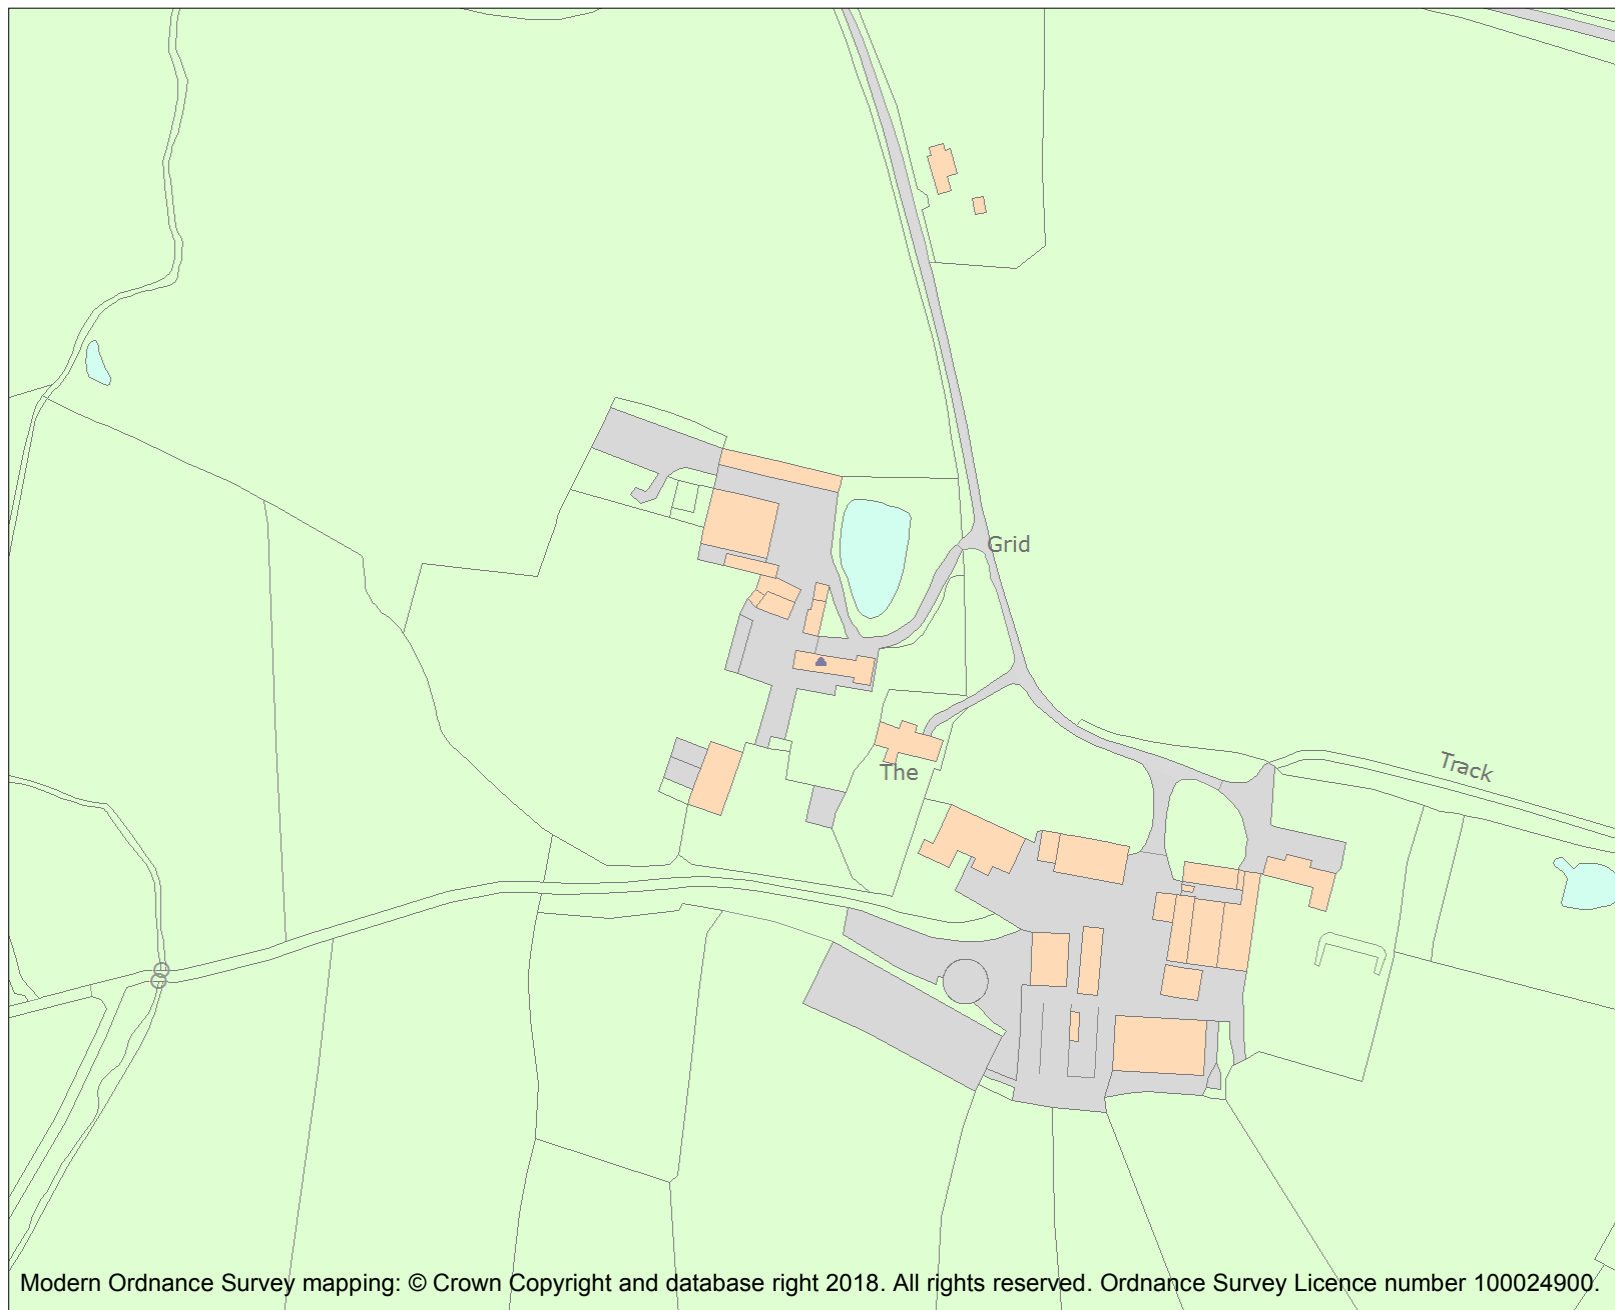 Grid
Track
The
Modern Ordnance Survey mapping: © Crown Copyright and database right 2018. All rights reserved. Ordnance Survey Licence number 100024900.